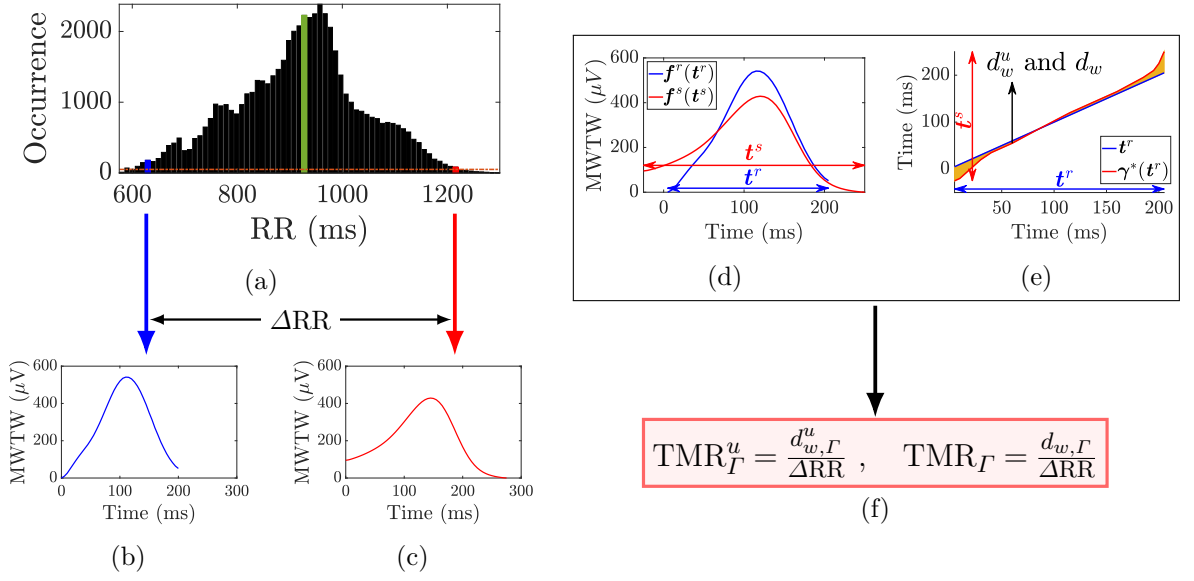 Occurrence
2000
1000
0
600 800 1000 1200
RR (ms)
(a)
ΔRR
MWTW (μV)
600
400
200
0
0 100 200 300
Time (ms)
(b)
MWTW (μV)
600
400
200
0
0 100 200 300
Time (ms)
(c)
MWTW (μV)
600
400
200
0
f^r(t^r)
f^s(t^s)
t^s
t^r
0 100 200
Time (ms)
(d)
Time (ms)
200
100
0
d_w^u and d_w
t^s
t^r
γ*(t^r)
t^r
50 100 150 200
Time (ms)
(e)
TMR_Γ^u = d_{w,Γ}^u / ΔRR , TMR_Γ = d_{w,Γ} / ΔRR
(f)